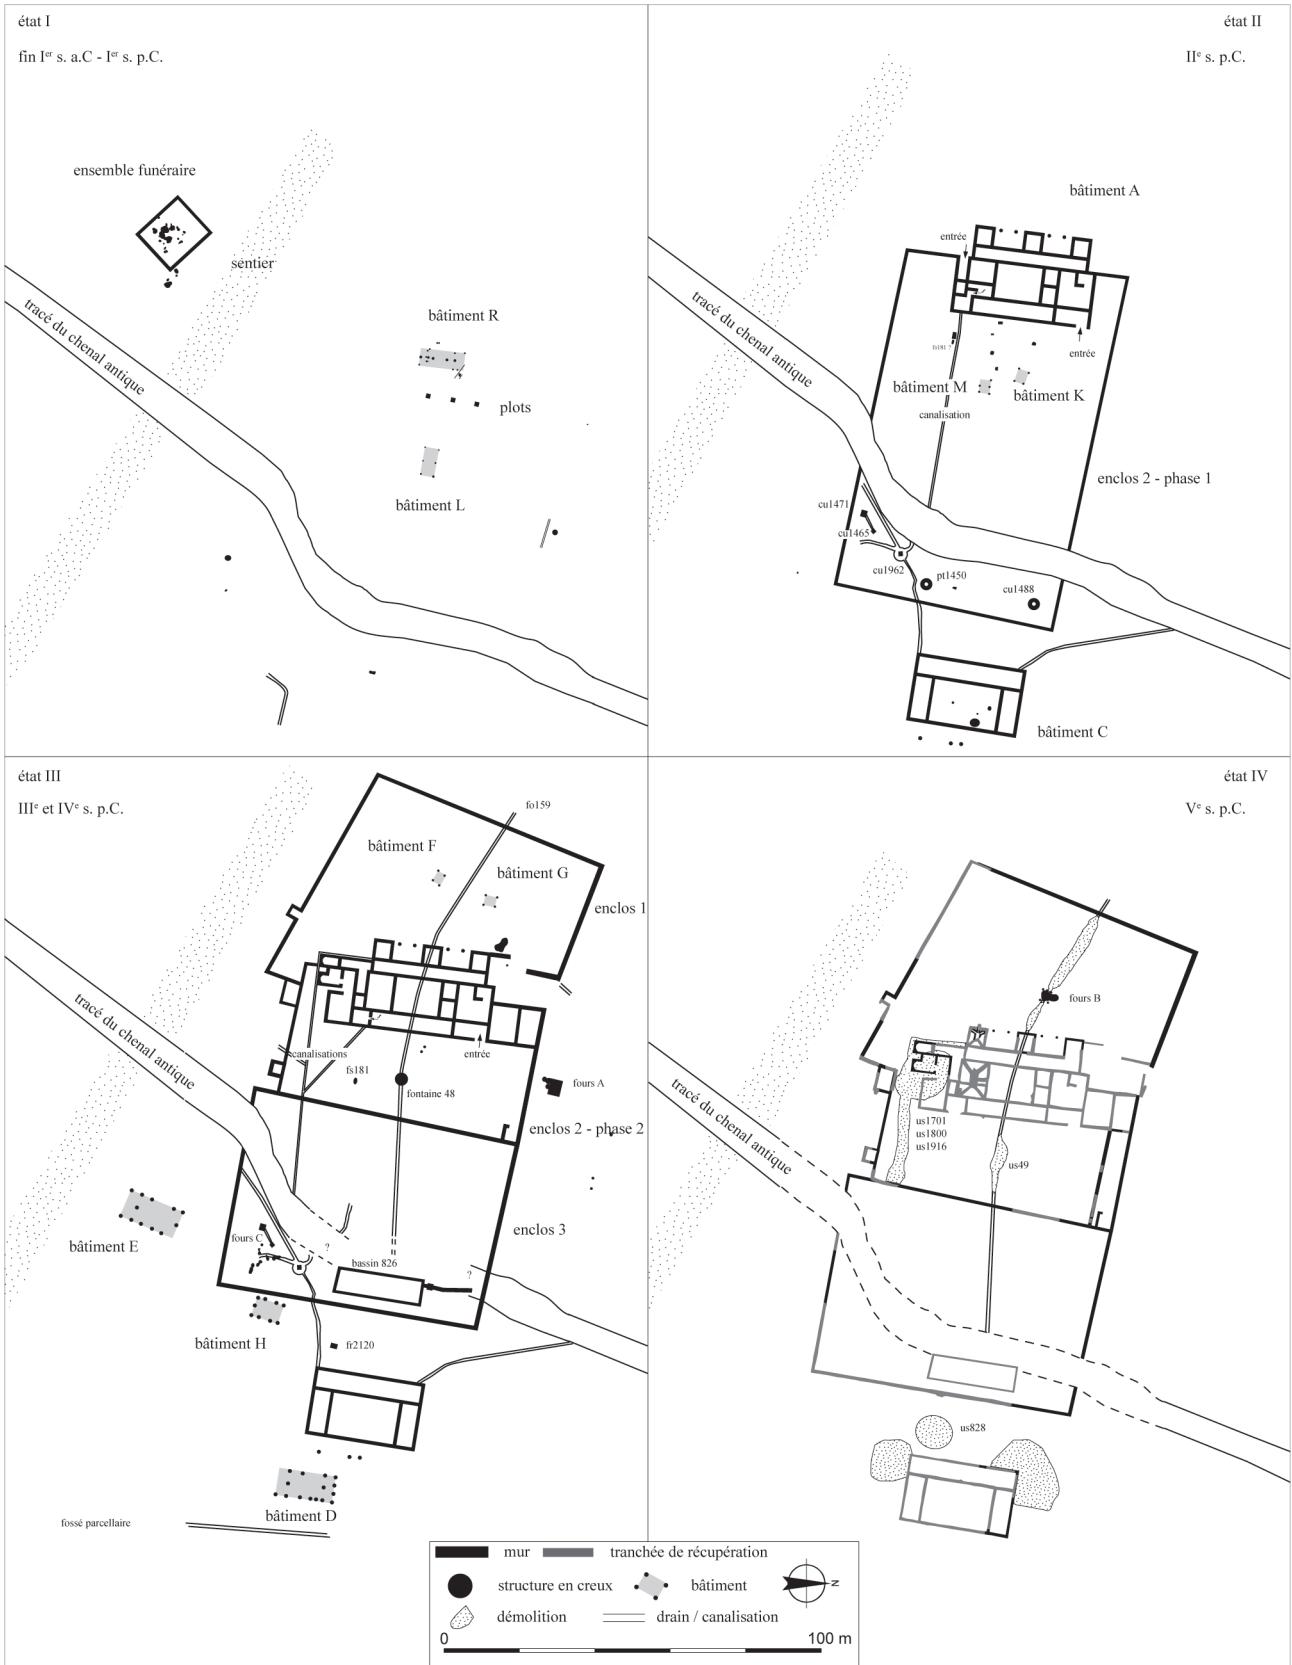 état I
fin Ier s. a.C - Ier s. p.C.
ensemble funéraire
sentier
tracé du chenal antique
bâtiment R
plots
bâtiment L
état II
IIe s. p.C.
bâtiment A
entrée
tracé du chenal antique
fs181 ?
entrée
bâtiment M
bâtiment K
canalisation
enclos 2 - phase 1
cu1471
cu1465
cu1962
pt1450
cu1488
bâtiment C
état III
IIIe et IVe s. p.C.
fo159
bâtiment F
bâtiment G
enclos 1
tracé du chenal antique
canalisations
entrée
fs181
fontaine 48
fours A
enclos 2 - phase 2
enclos 3
bâtiment E
fours C
?
bassin 826
?
bâtiment H
fr2120
bâtiment D
fossé parcellaire
état IV
Ve s. p.C.
fours B
tracé du chenal antique
us1701
us1800
us1916
us49
us828
mur
tranchée de récupération
structure en creux
bâtiment
N
démolition
drain / canalisation
0
100 m